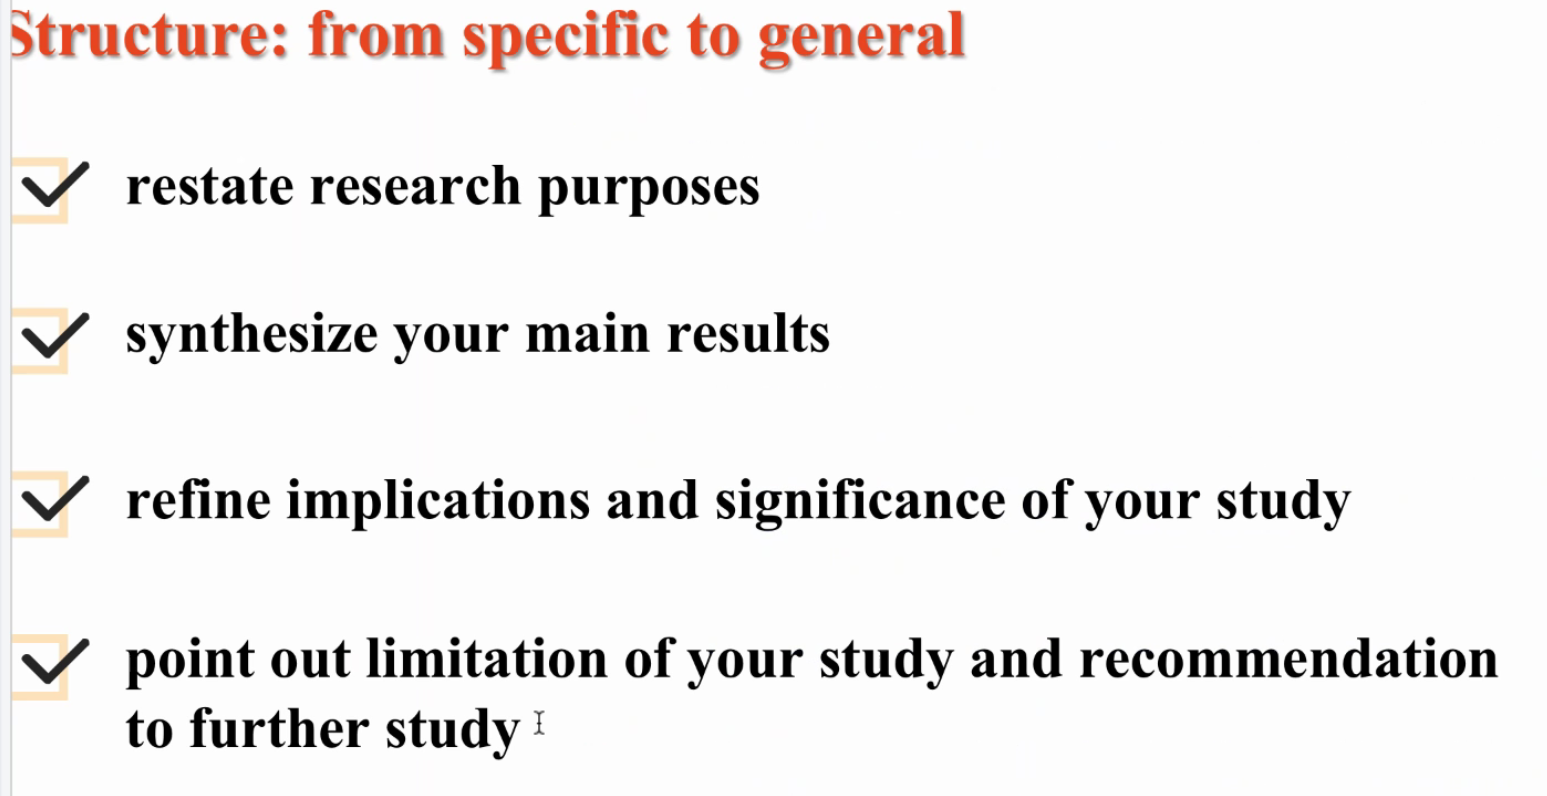 Structure: from specific to general
restate research purposes
synthesize your main results
refine implications and significance of your study
point out limitation of your study and recommendation
to further study